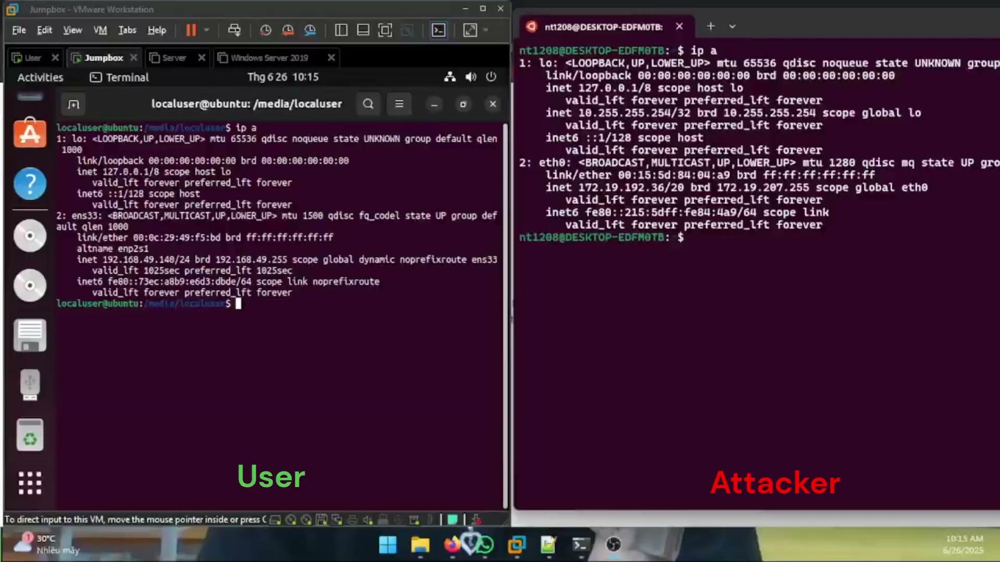 Jumpbox - VMware Workstation
File Edit View VM Tabs Help
User Jumpbox Server Windows Server 2019
Activities Terminal Thg 6 26 10:15
localuser@ubuntu: /media/localuser
localuser@ubuntu:/media/localuser$ ip a
1: lo: <LOOPBACK,UP,LOWER_UP> mtu 65536 qdisc noqueue state UNKNOWN group default qlen
1000
link/loopback 00:00:00:00:00:00 brd 00:00:00:00:00:00
inet 127.0.0.1/8 scope host lo
valid_lft forever preferred_lft forever
inet6 ::1/128 scope host
valid_lft forever preferred_lft forever
2: ens33: <BROADCAST,MULTICAST,UP,LOWER_UP> mtu 1500 qdisc fq_codel state UP group def
ault qlen 1000
link/ether 00:0c:29:49:f5:bd brd ff:ff:ff:ff:ff:ff
altname enp2s1
inet 192.168.49.140/24 brd 192.168.49.255 scope global dynamic noprefixroute ens33
valid_lft 1025sec preferred_lft 1025sec
inet6 fe80::73ec:a8b9:e6d3:dbde/64 scope link noprefixroute
valid_lft forever preferred_lft forever
localuser@ubuntu:/media/localuser$
User
To direct input to this VM, move the mouse pointer inside or press C
nt1208@DESKTOP-EDFM0TB:
nt1208@DESKTOP-EDFM0TB: $ ip a
1: lo: <LOOPBACK,UP,LOWER_UP> mtu 65536 qdisc noqueue state UNKNOWN group
link/loopback 00:00:00:00:00:00 brd 00:00:00:00:00:00
inet 127.0.0.1/8 scope host lo
valid_lft forever preferred_lft forever
inet 10.255.255.254/32 brd 10.255.255.254 scope global lo
valid_lft forever preferred_lft forever
inet6 ::1/128 scope host
valid_lft forever preferred_lft forever
2: eth0: <BROADCAST,MULTICAST,UP,LOWER_UP> mtu 1280 qdisc mq state UP gro
link/ether 00:15:5d:84:04:a9 brd ff:ff:ff:ff:ff:ff
inet 172.19.192.36/20 brd 172.19.207.255 scope global eth0
valid_lft forever preferred_lft forever
inet6 fe80::215:5dff:fe84:4a9/64 scope link
valid_lft forever preferred_lft forever
nt1208@DESKTOP-EDFM0TB: $
Attacker
1
30°C
Nhiều mây
10:15 AM
6/26/2025